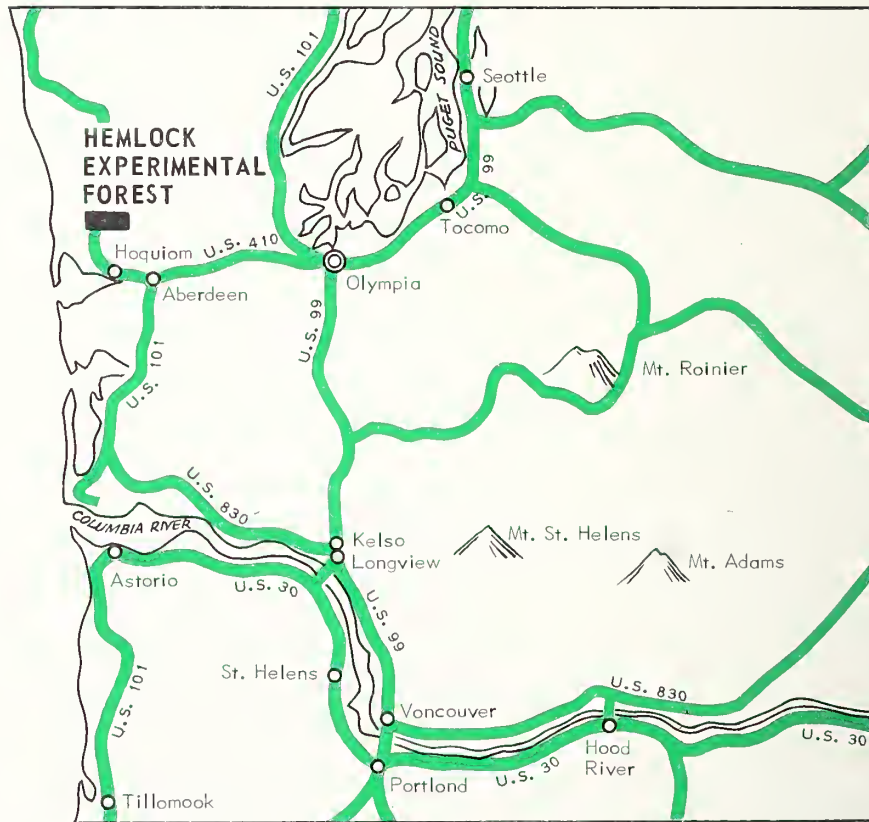 U.S. 101
PUGET SOUND
Seottle
HEMLOCK
EXPERIMENTAL
FOREST
U.S. 99
Tocomo
Hoquiom
U.S. 410
Aberdeen
Olympia
U.S. 99
U.S. 101
Mt. Roinier
U.S. 830
COLUMBIA RIVER
Kelso
Longview
Mt. St. Helens
Mt. Adams
Astorio
U.S. 30
U.S. 99
St. Helens
U.S. 101
Voncouver
U.S. 830
Hood
River
U.S. 30
U.S. 30
Portlond
Tillomook